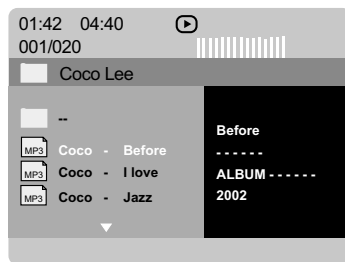 01:42 04:40
001/020
Coco Lee
--
MP3 Coco - Before
MP3 Coco - I love
MP3 Coco - Jazz
Before
- - - - - -
ALBUM - - - - - -
2002